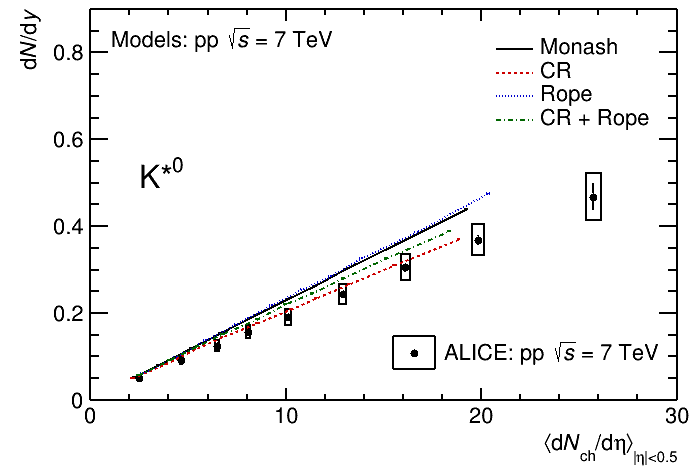 dN/dy
0.8
0.6
0.4
0.2
0
Models: pp √s = 7 TeV
Monash
CR
Rope
CR + Rope
K*0
ALICE: pp √s = 7 TeV
0 10 20 30
⟨dNch/dη⟩|η|<0.5